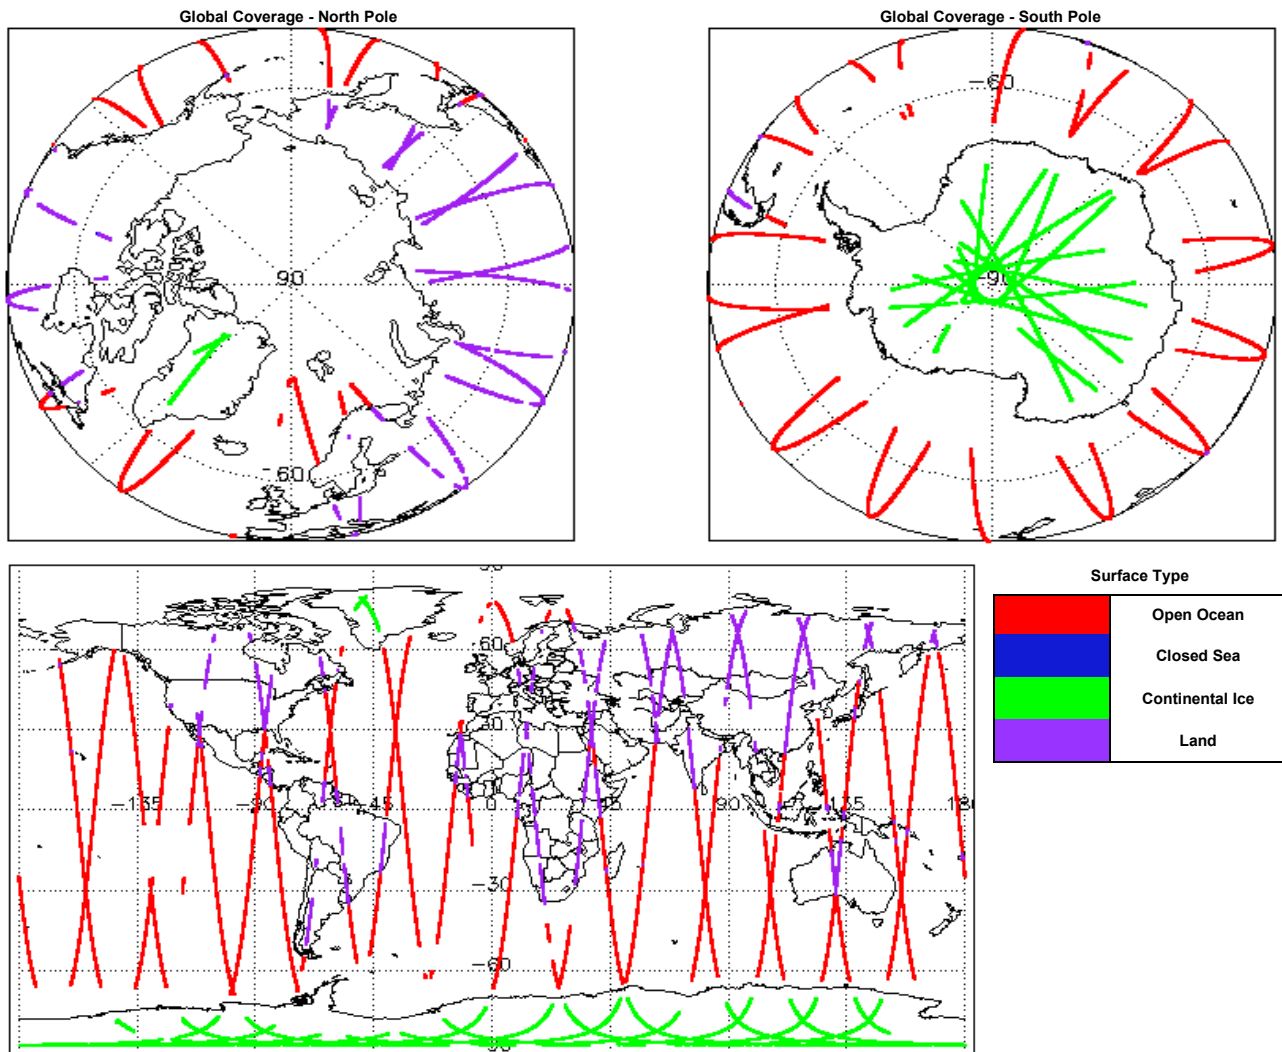 Global Coverage - North Pole
Global Coverage - South Pole
90
-60
-60
-90
Surface Type
Open Ocean
Closed Sea
Continental Ice
Land
60
30
-135
-90
-45
0
45
90
135
180
-30
-60